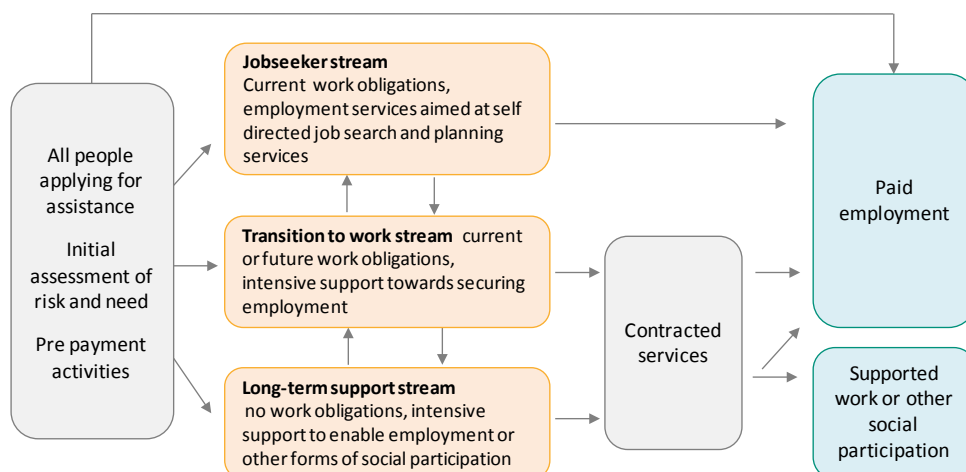 All people
applying for
assistance
Initial
assessment of
risk and need
Pre payment
activities
Jobseeker stream
Current work obligations,
employment services aimed at self
directed job search and planning
services
Transition to work stream current
or future work obligations,
intensive support towards securing
employment
Long-term support stream
no work obligations, intensive
support to enable employment or
other forms of social participation
Contracted
services
Paid
employment
Supported
work or other
social
participation